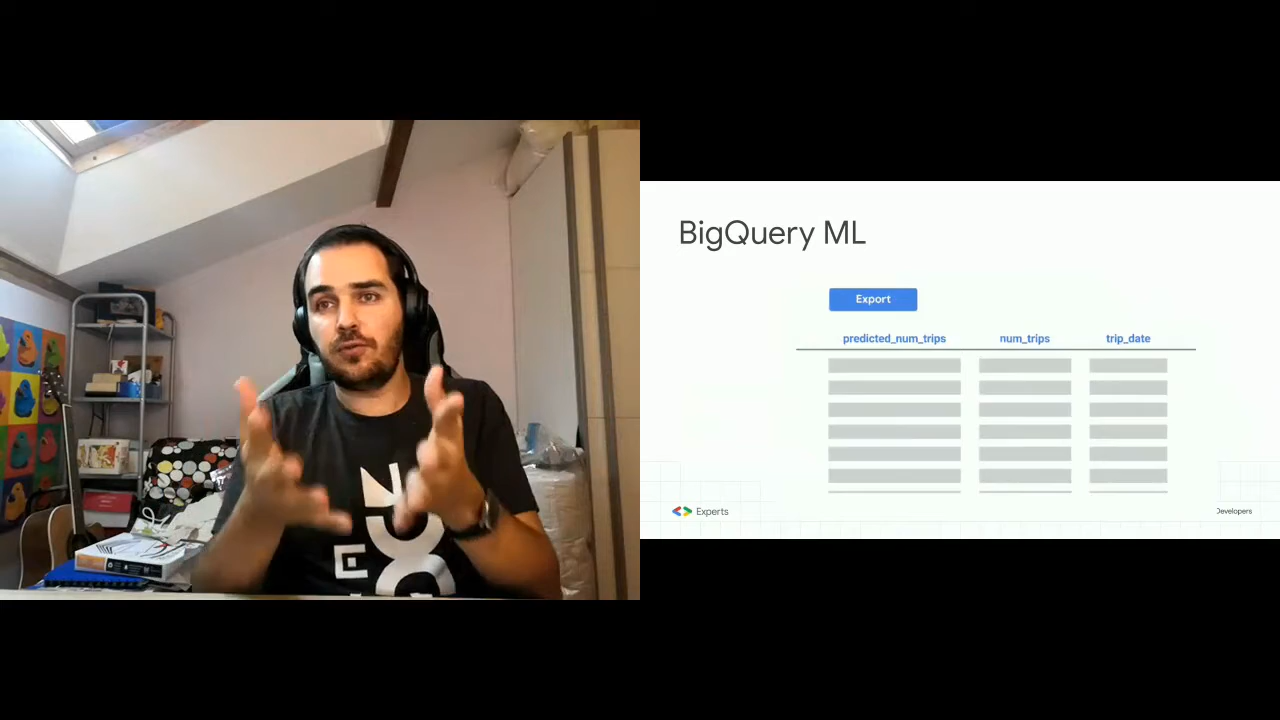 BigQuery ML
Export
predicted_num_trips num_trips trip_date
Experts
Developers